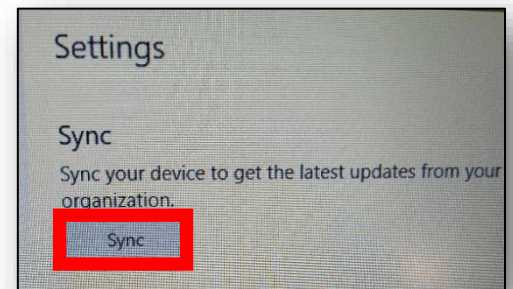 Settings
Sync
Sync your device to get the latest updates from your
organization.
Sync